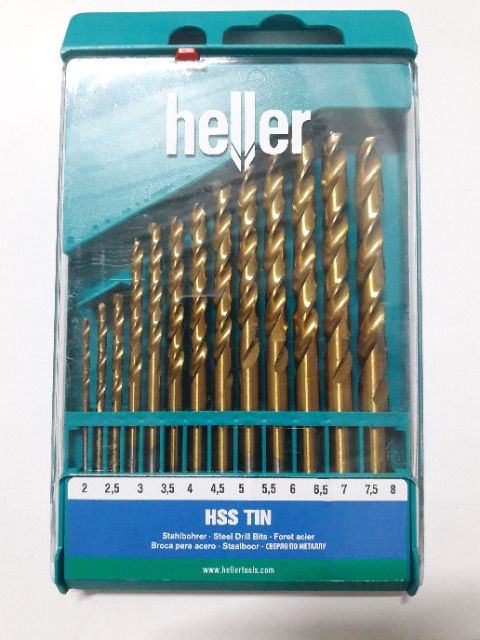 heller
2 2,5 3 3,5 4 4,5 5 5,5 6 6,5 7 7,5 8
HSS TIN
Stahlbohrer · Steel Drill Bits · Foret acier
Broca para acero · Staalboor · СВЕРЛО ПО МЕТАЛЛУ
www.hellertools.com